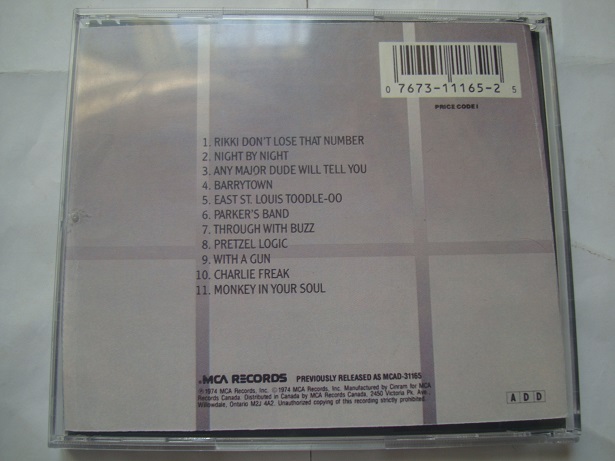 0 7673-11165-2 5
PRICE CODE I
1. RIKKI DON'T LOSE THAT NUMBER
2. NIGHT BY NIGHT
3. ANY MAJOR DUDE WILL TELL YOU
4. BARRYTOWN
5. EAST ST. LOUIS TOODLE-OO
6. PARKER'S BAND
7. THROUGH WITH BUZZ
8. PRETZEL LOGIC
9. WITH A GUN
10. CHARLIE FREAK
11. MONKEY IN YOUR SOUL
MCA RECORDS PREVIOUSLY RELEASED AS MCAD-31165
℗1974 MCA Records, Inc. ©1974 MCA Records, Inc. Manufactured by Cinram for MCA
Records Canada. Distributed in Canada by MCA Records Canada, 2450 Victoria Pk. Ave.,
Willowdale, Ontario M2J 4A2. Unauthorized copying of this recording strictly prohibited.
A D D